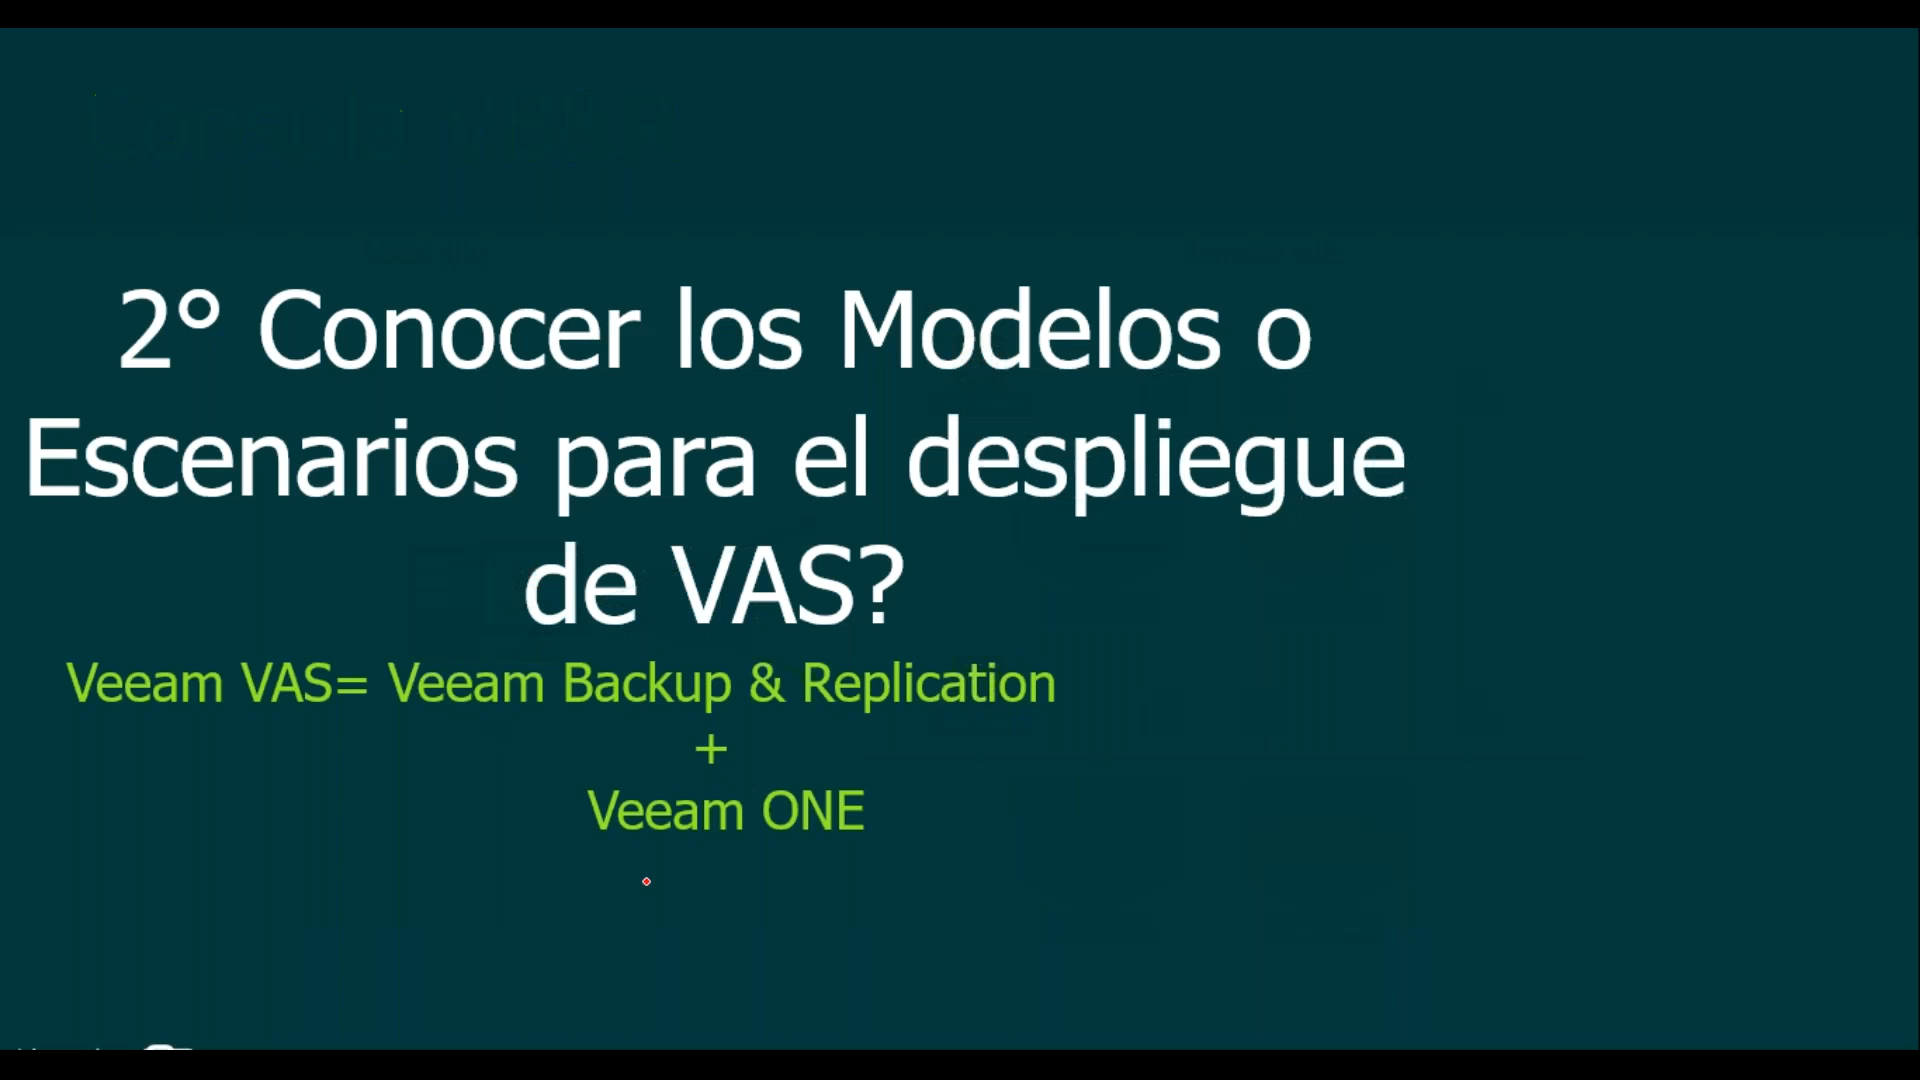 2° Conocer los Modelos o
Escenarios para el despliegue
de VAS?
Veeam VAS= Veeam Backup & Replication
+
Veeam ONE